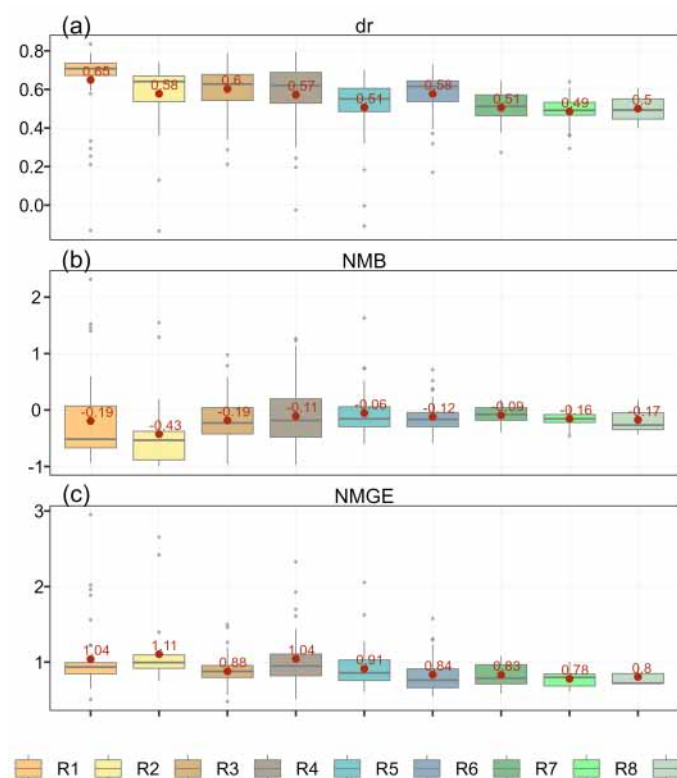 (a) dr
0.8
0.6
0.4
0.2
0.0
0.65 0.58 0.6 0.57 0.51 0.58 0.51 0.49 0.5
(b) NMB
2
1
0
-1
-0.19 -0.43 -0.19 -0.11 -0.06 -0.12 -0.09 -0.16 -0.17
(c) NMGE
3
2
1
1.04 1.11 0.88 1.04 0.91 0.84 0.83 0.78 0.8
R1 R2 R3 R4 R5 R6 R7 R8